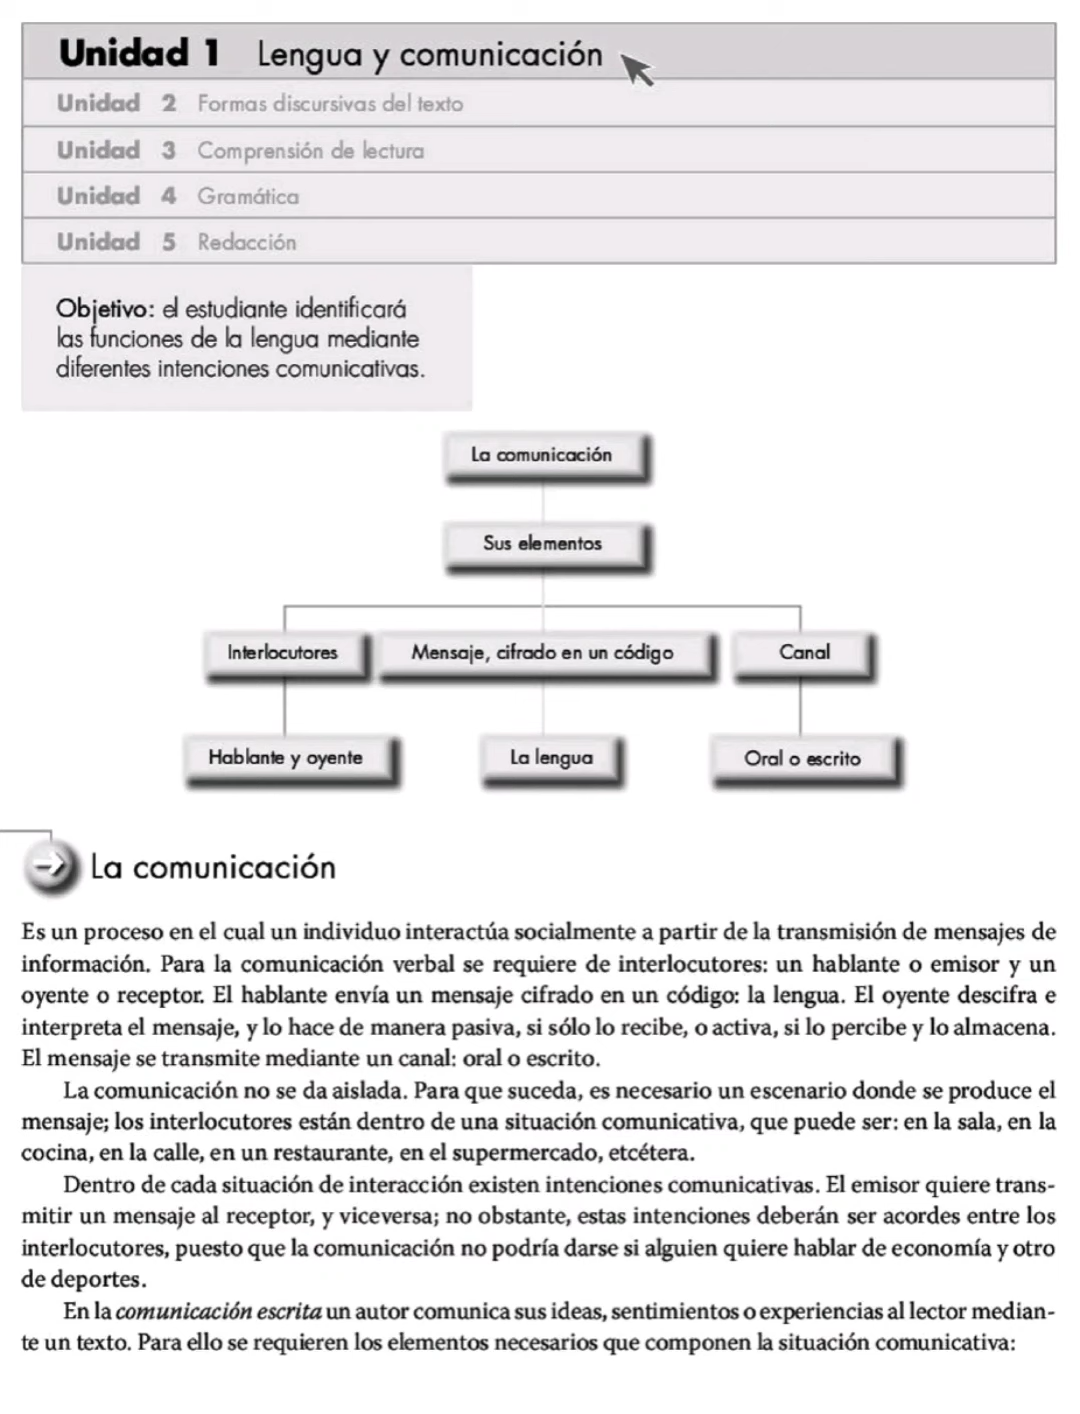 Unidad 1 Lengua y comunicación
Unidad 2 Formas discursivas del texto
Unidad 3 Comprensión de lectura
Unidad 4 Gramática
Unidad 5 Redacción
Objetivo: el estudiante identificará
las funciones de la lengua mediante
diferentes intenciones comunicativas.
La comunicación
Sus elementos
Interlocutores
Mensaje, cifrado en un código
Canal
Hablante y oyente
La lengua
Oral o escrito
La comunicación
Es un proceso en el cual un individuo interactúa socialmente a partir de la transmisión de mensajes de
información. Para la comunicación verbal se requiere de interlocutores: un hablante o emisor y un
oyente o receptor. El hablante envía un mensaje cifrado en un código: la lengua. El oyente descifra e
interpreta el mensaje, y lo hace de manera pasiva, si sólo lo recibe, o activa, si lo percibe y lo almacena.
El mensaje se transmite mediante un canal: oral o escrito.
La comunicación no se da aislada. Para que suceda, es necesario un escenario donde se produce el
mensaje; los interlocutores están dentro de una situación comunicativa, que puede ser: en la sala, en la
cocina, en la calle, en un restaurante, en el supermercado, etcétera.
Dentro de cada situación de interacción existen intenciones comunicativas. El emisor quiere trans-
mitir un mensaje al receptor, y viceversa; no obstante, estas intenciones deberán ser acordes entre los
interlocutores, puesto que la comunicación no podría darse si alguien quiere hablar de economía y otro
de deportes.
En la comunicación escrita un autor comunica sus ideas, sentimientos o experiencias al lector median-
te un texto. Para ello se requieren los elementos necesarios que componen la situación comunicativa: